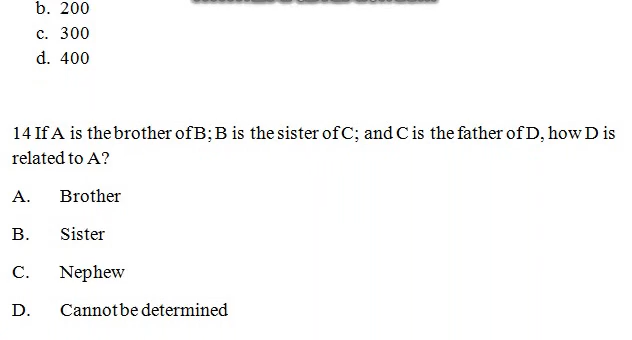 b. 200
c. 300
d. 400
14 If A is the brother of B; B is the sister of C; and C is the father of D, how D is
related to A?
A. Brother
B. Sister
C. Nephew
D. Cannot be determined